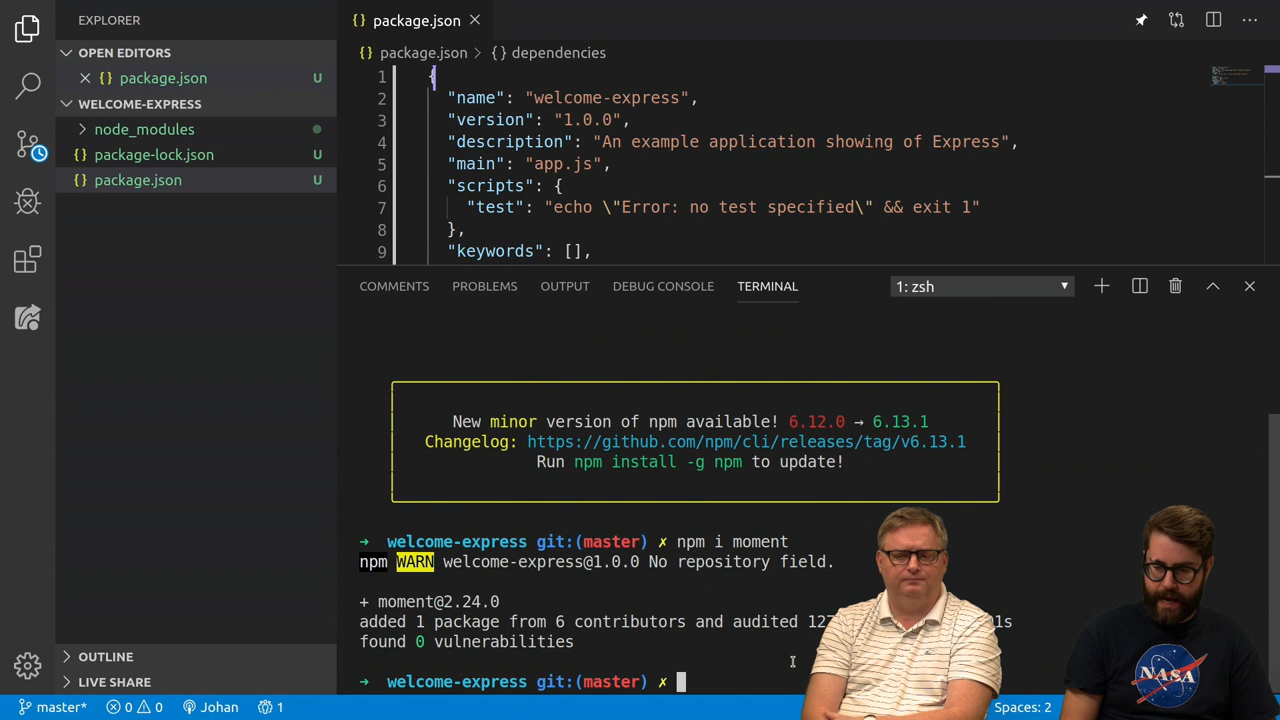 EXPLORER
OPEN EDITORS
package.json U
WELCOME-EXPRESS
node_modules
package-lock.json U
package.json U
OUTLINE
LIVE SHARE
{} package.json
{} package.json > {} dependencies
1 {
2 "name": "welcome-express",
3 "version": "1.0.0",
4 "description": "An example application showing of Express",
5 "main": "app.js",
6 "scripts": {
7 "test": "echo \"Error: no test specified\" && exit 1"
8 },
9 "keywords": [],
COMMENTS PROBLEMS OUTPUT DEBUG CONSOLE TERMINAL 1: zsh
New minor version of npm available! 6.12.0 → 6.13.1
Changelog: https://github.com/npm/cli/releases/tag/v6.13.1
Run npm install -g npm to update!
→ welcome-express git:(master) ✗ npm i moment
npm WARN welcome-express@1.0.0 No repository field.
+ moment@2.24.0
added 1 package from 6 contributors and audited
found 0 vulnerabilities
→ welcome-express git:(master) ✗
NASA
master* 0 0 Johan 1 Spaces: 2